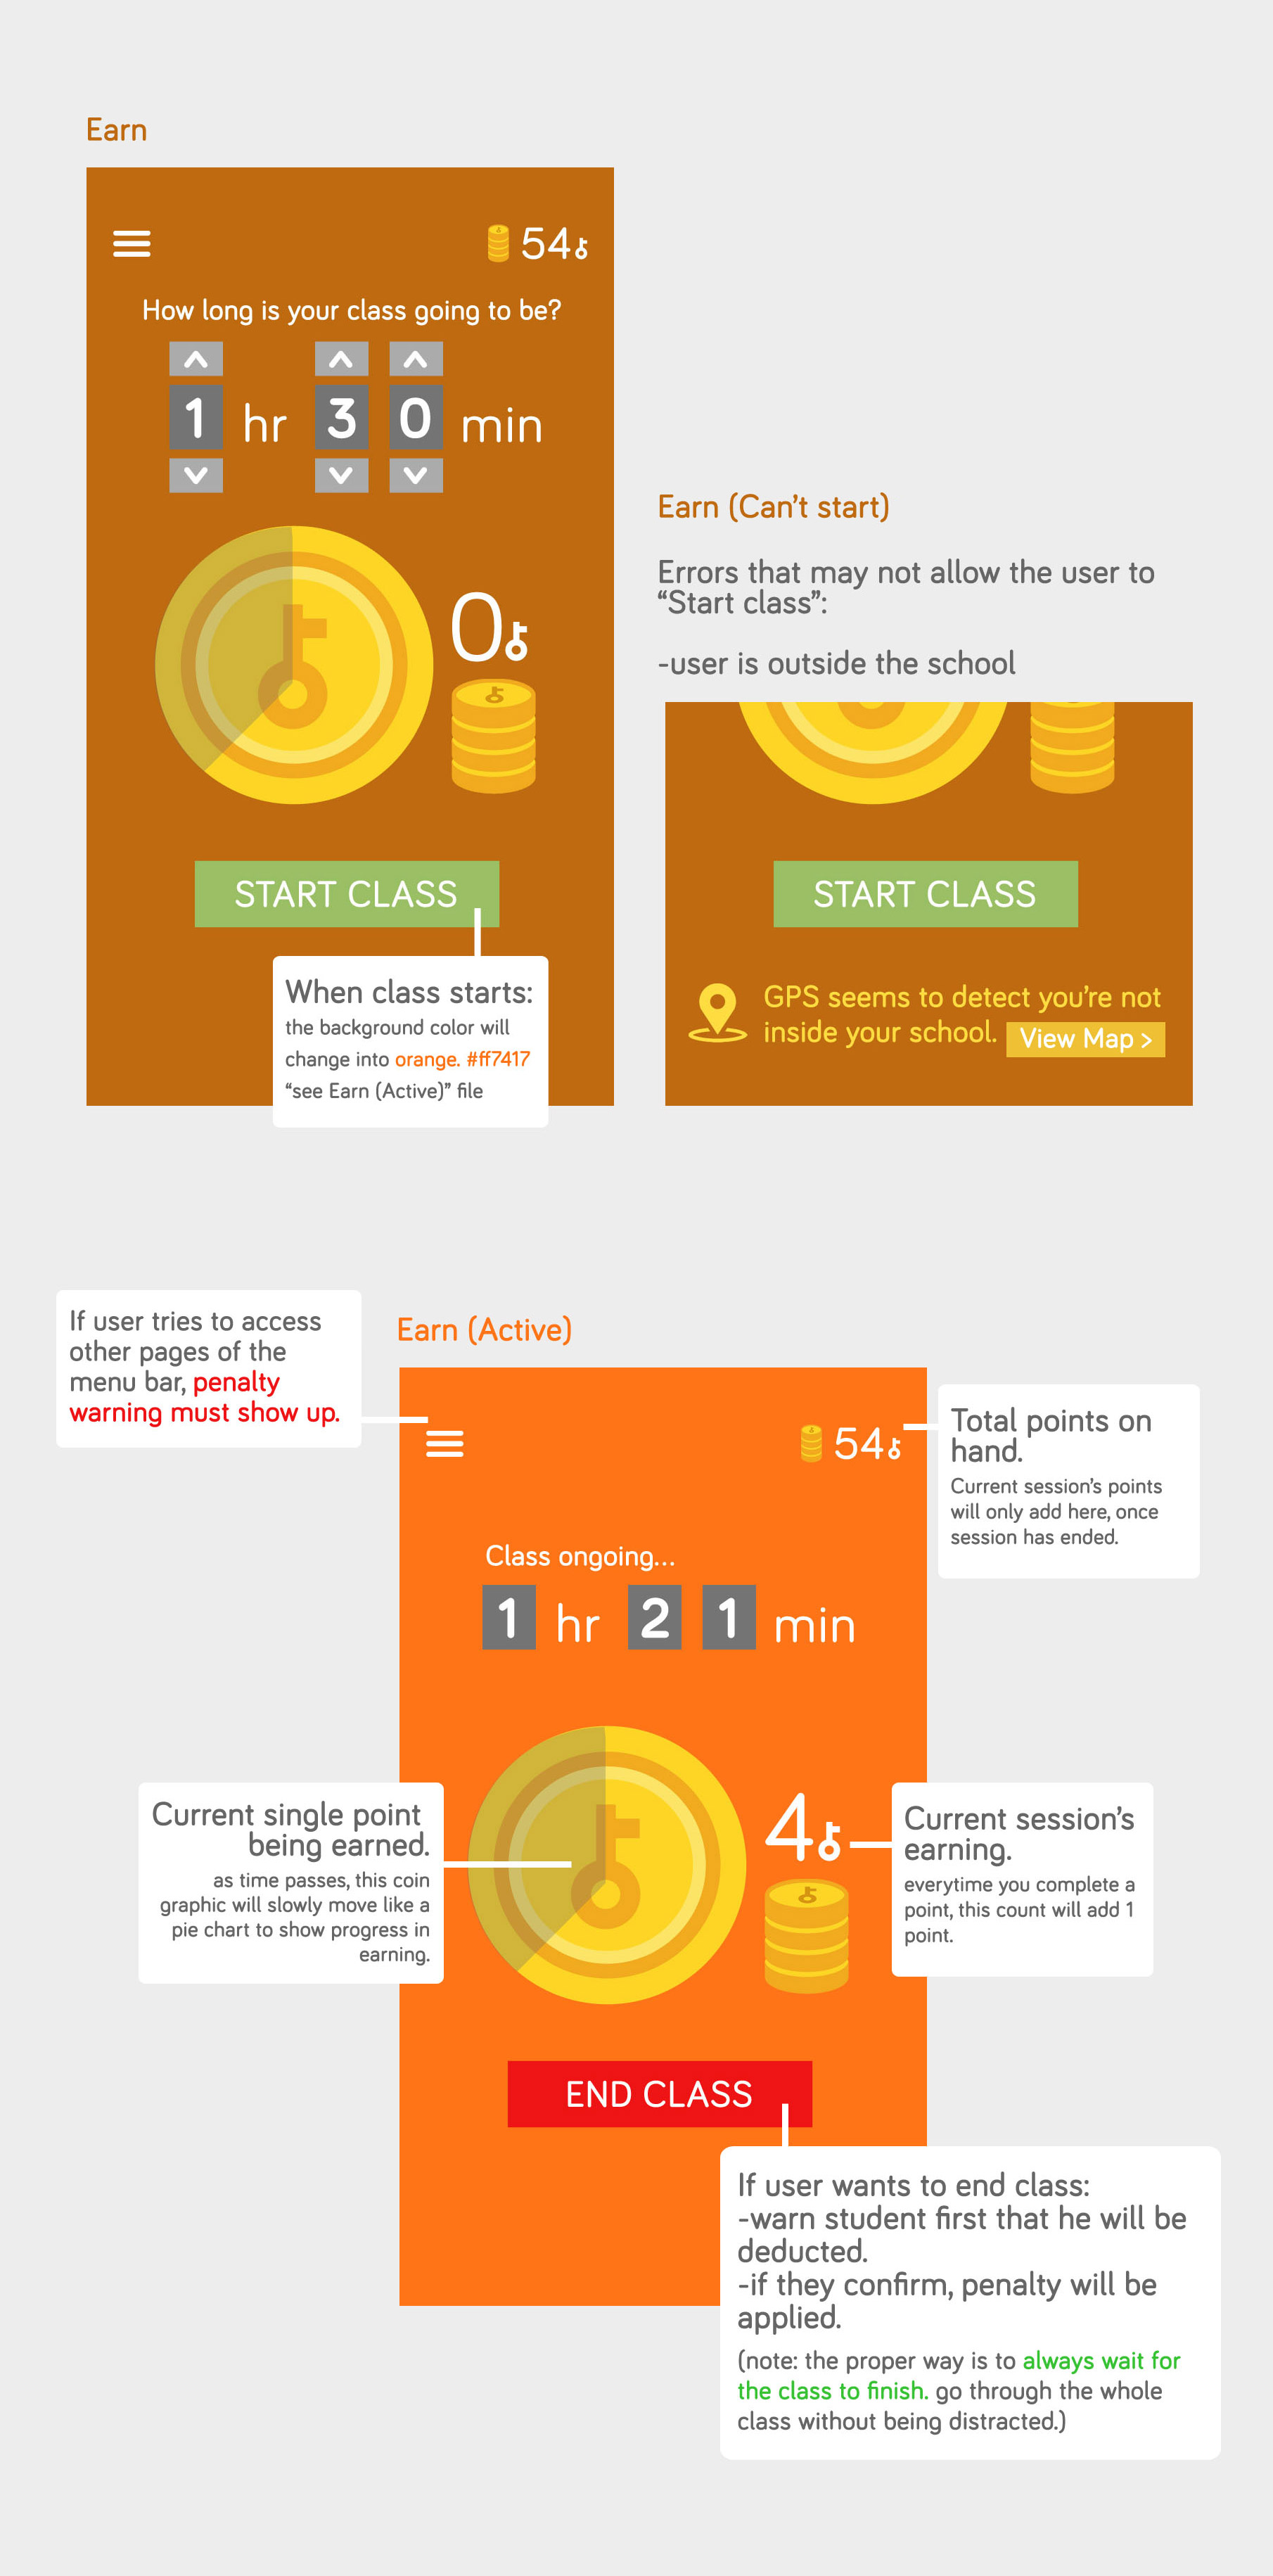 Earn
54
How long is your class going to be?
1 hr 3 0 min
0
START CLASS
When class starts:
the background color will
change into orange. #ff7417
“see Earn (Active)” file
Earn (Can’t start)
Errors that may not allow the user to
“Start class”:
-user is outside the school
START CLASS
GPS seems to detect you’re not
inside your school. View Map >
If user tries to access
other pages of the
menu bar, penalty
warning must show up.
Earn (Active)
54
Total points on
hand.
Current session’s points
will only add here, once
session has ended.
Class ongoing...
1 hr 2 1 min
Current single point
being earned.
as time passes, this coin
graphic will slowly move like a
pie chart to show progress in
earning.
4
Current session’s
earning.
everytime you complete a
point, this count will add 1
point.
END CLASS
If user wants to end class:
-warn student first that he will be
deducted.
-if they confirm, penalty will be
applied.
(note: the proper way is to always wait for
the class to finish. go through the whole
class without being distracted.)